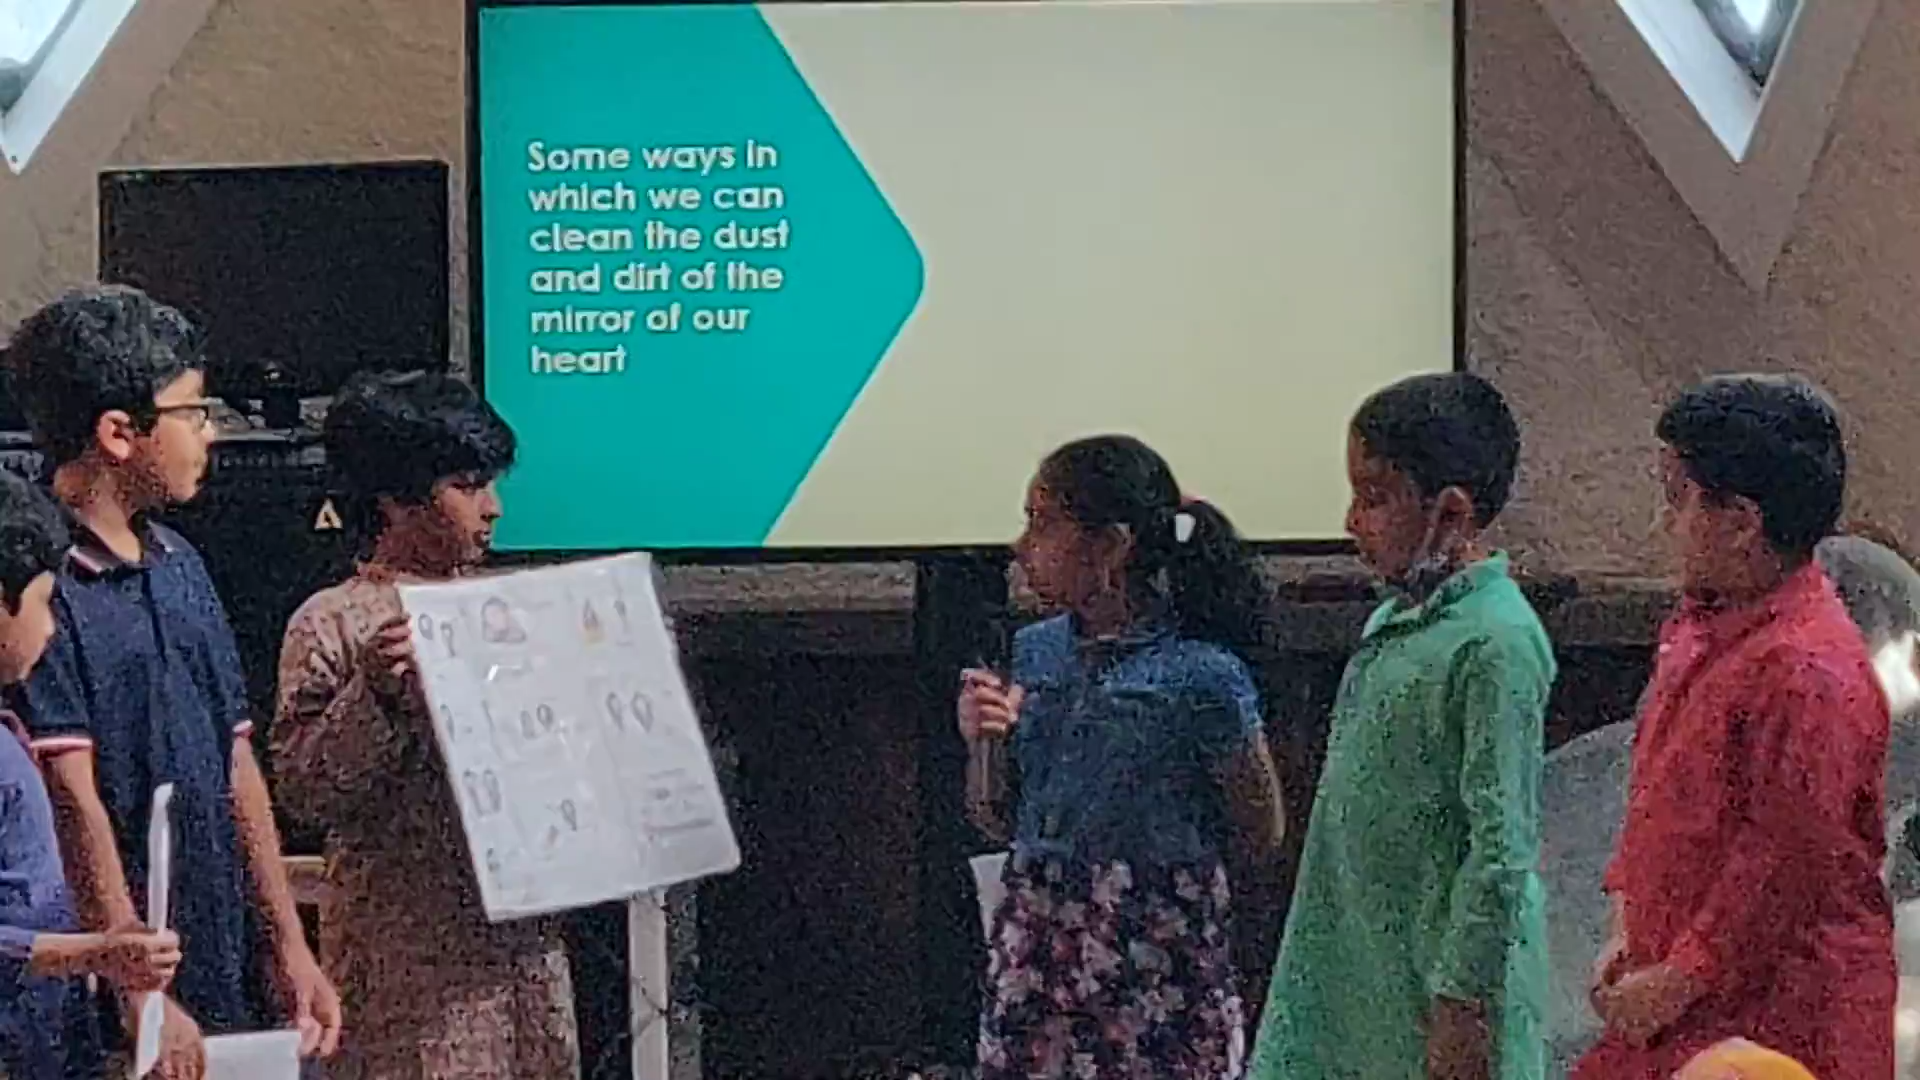 Some ways in
which we can
clean the dust
and dirt of the
mirror of our
heart